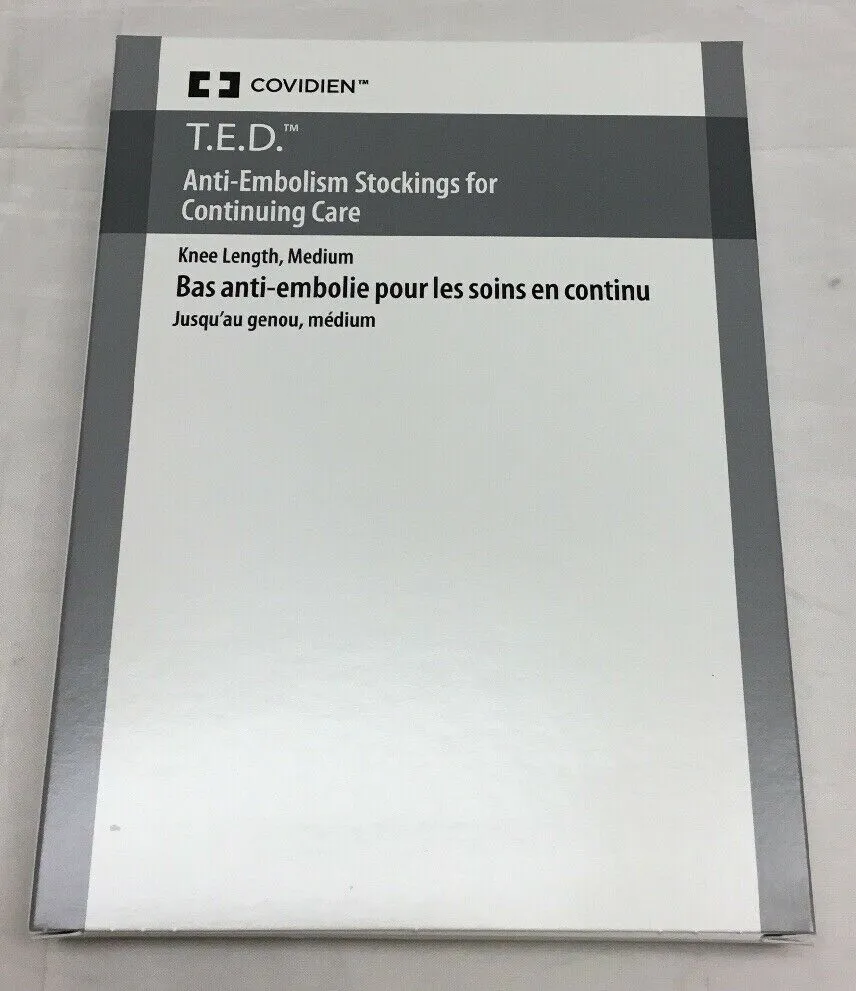 COVIDIEN™
T.E.D.™
Anti-Embolism Stockings for
Continuing Care
Knee Length, Medium
Bas anti-embolie pour les soins en continu
Jusqu'au genou, médium